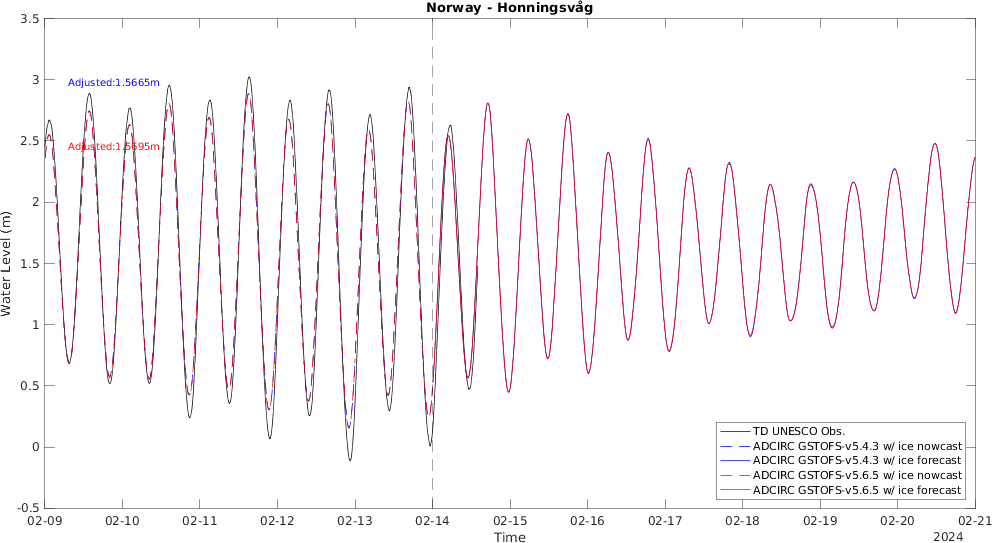 Norway - Honningsvåg
3.5
3
2.5
2
1.5
1
0.5
0
-0.5
Water Level (m)
Adjusted:1.5665m
Adjusted:1.5695m
TD UNESCO Obs.
ADCIRC GSTOFS-v5.4.3 w/ ice nowcast
ADCIRC GSTOFS-v5.4.3 w/ ice forecast
ADCIRC GSTOFS-v5.6.5 w/ ice nowcast
ADCIRC GSTOFS-v5.6.5 w/ ice forecast
02-09 02-10 02-11 02-12 02-13 02-14 02-15 02-16 02-17 02-18 02-19 02-20 02-21
Time
2024